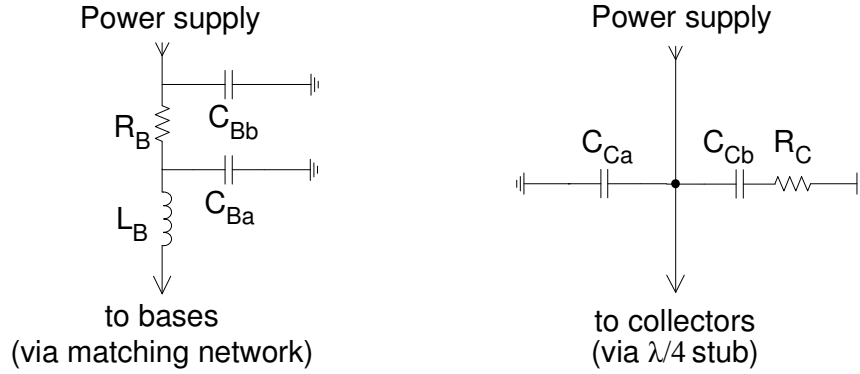 Power supply
C_Bb
R_B
C_Ba
L_B
to bases
(via matching network)
Power supply
C_Ca
C_Cb
R_C
to collectors
(via λ/4 stub)